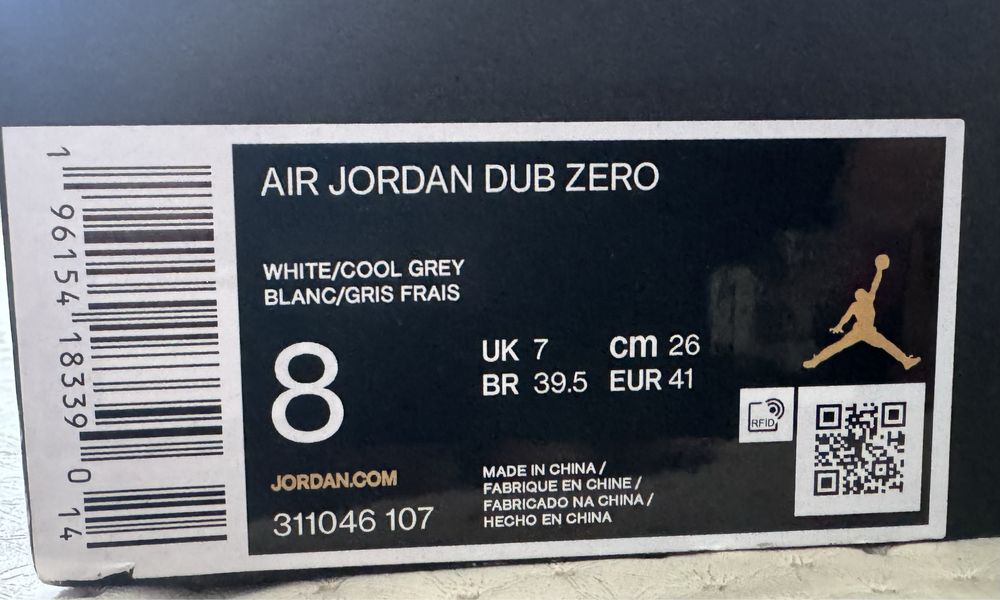 AIR JORDAN DUB ZERO
WHITE/COOL GREY
BLANC/GRIS FRAIS
8
UK 7 cm 26
BR 39.5 EUR 41
RFID
JORDAN.COM
311046 107
MADE IN CHINA /
FABRIQUE EN CHINE /
FABRICADO NA CHINA /
HECHO EN CHINA
1 96154 18339 0 14